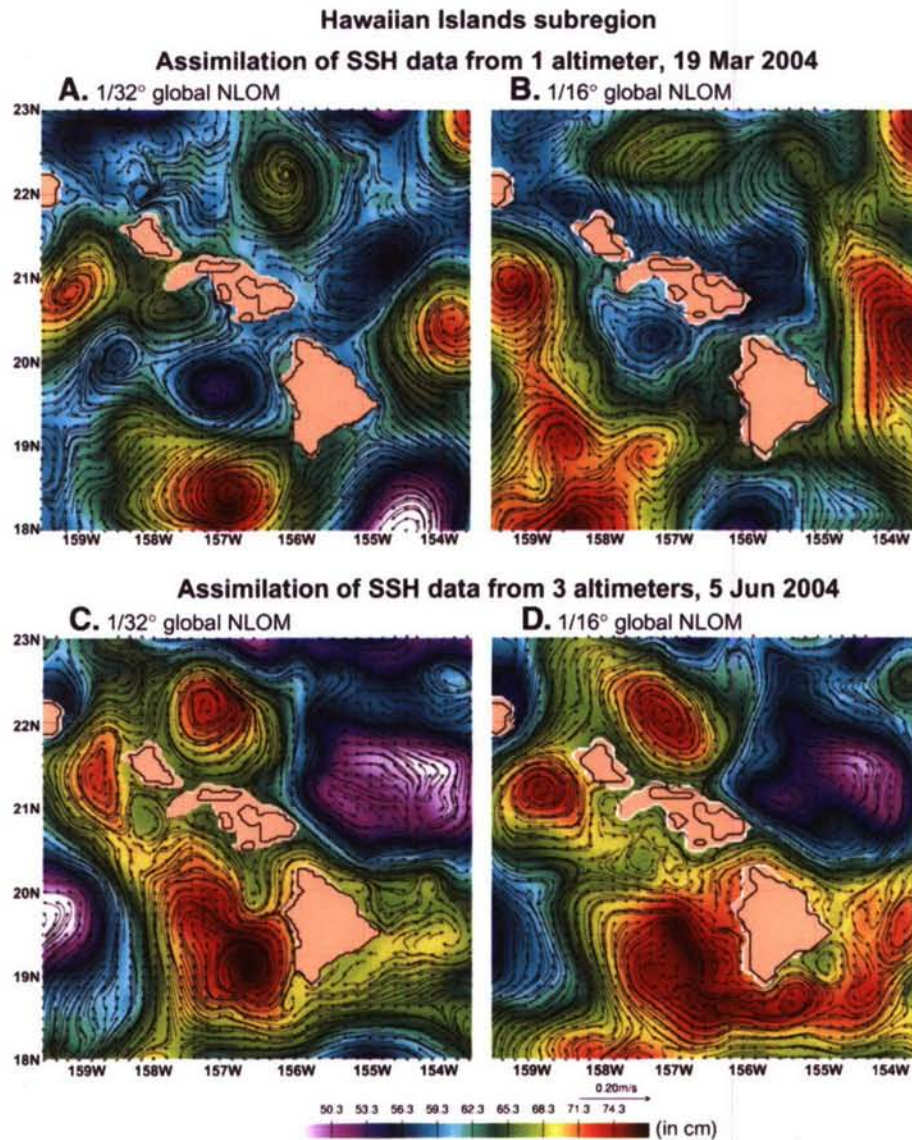 Hawaiian Islands subregion
Assimilation of SSH data from 1 altimeter, 19 Mar 2004
A. 1/32° global NLOM
B. 1/16° global NLOM
23N
22N
21N
20N
19N
18N
159W 158W 157W 156W 155W 154W
159W 158W 157W 156W 155W 154W
Assimilation of SSH data from 3 altimeters, 5 Jun 2004
C. 1/32° global NLOM
D. 1/16° global NLOM
23N
22N
21N
20N
19N
18N
159W 158W 157W 156W 155W 154W
159W 158W 157W 156W 155W 154W
0.20m/s
50.3 53.3 56.3 59.3 62.3 65.3 68.3 71.3 74.3
(in cm)